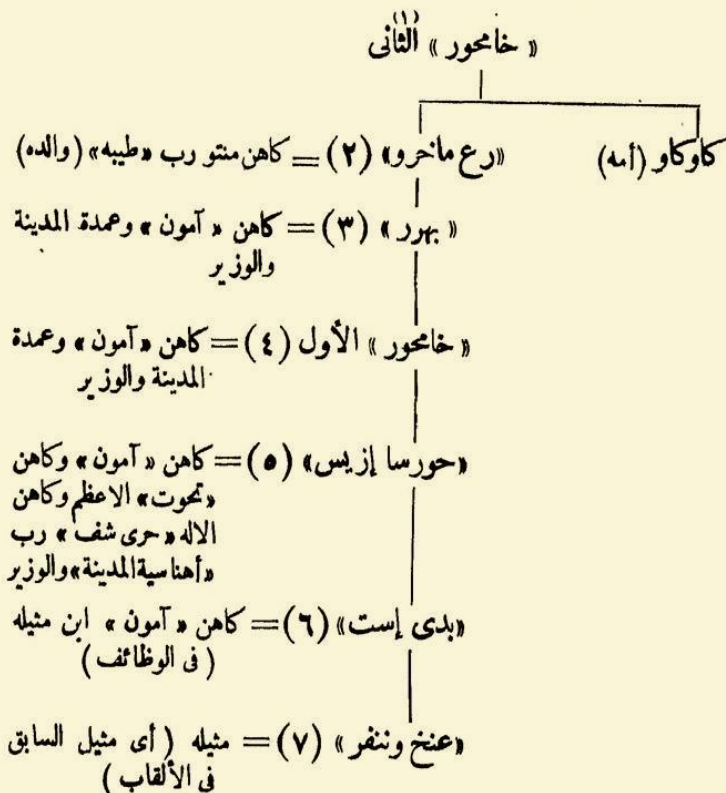 « خامحور » الثانى (١)
كاوكاو (أمه) «رع ماخرو» (٢) = كاهن منتو رب «طيبه» (والده)
« بهرر » (٣) = كاهن « آمون » وعمدة المدينة
والوزير
« خامحور » الأول (٤) = كاهن « آمون » وعمدة
المدينة والوزير
«حورسا إزيس» (٥) = كاهن « آمون » وكاهن
«تحوت» الاعظم وكاهن
الاله « حرى شف » رب
«أهناسية المدينة» والوزير
«بدى إست» (٦) = كاهن « آمون » ابن مثيله
( فى الوظائف )
«عنخ وننفر» (٧) = مثيله ( أى مثيل السابق
فى الألقاب )